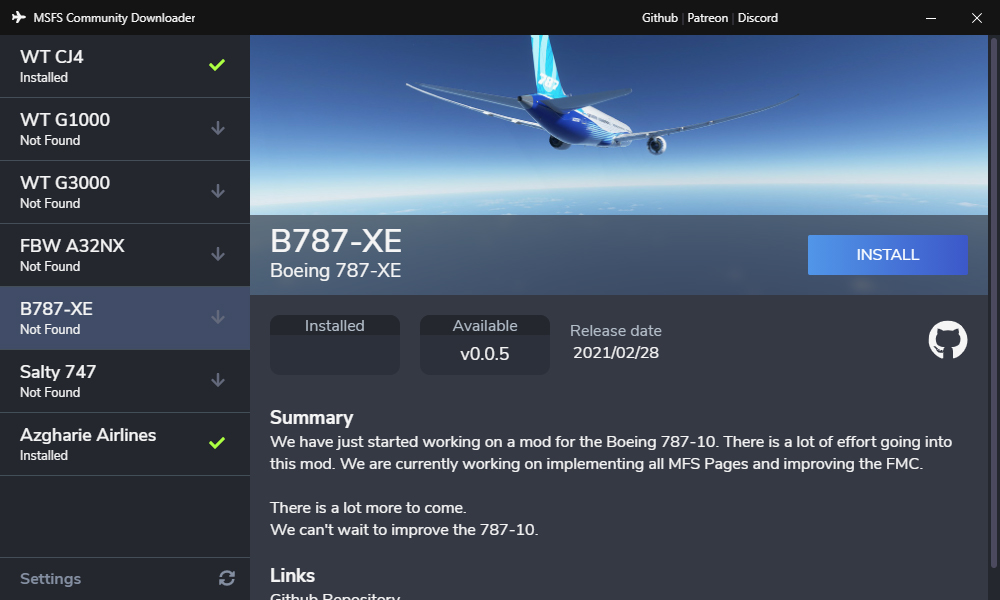 MSFS Community Downloader
Github | Patreon | Discord
WT CJ4
Installed
WT G1000
Not Found
WT G3000
Not Found
FBW A32NX
Not Found
B787-XE
Not Found
Salty 747
Not Found
Azgharie Airlines
Installed
Settings
787
B787-XE
Boeing 787-XE
INSTALL
Installed
Available
v0.0.5
Release date
2021/02/28
Summary
We have just started working on a mod for the Boeing 787-10. There is a lot of effort going into
this mod. We are currently working on implementing all MFS Pages and improving the FMC.
There is a lot more to come.
We can't wait to improve the 787-10.
Links
Github Repository